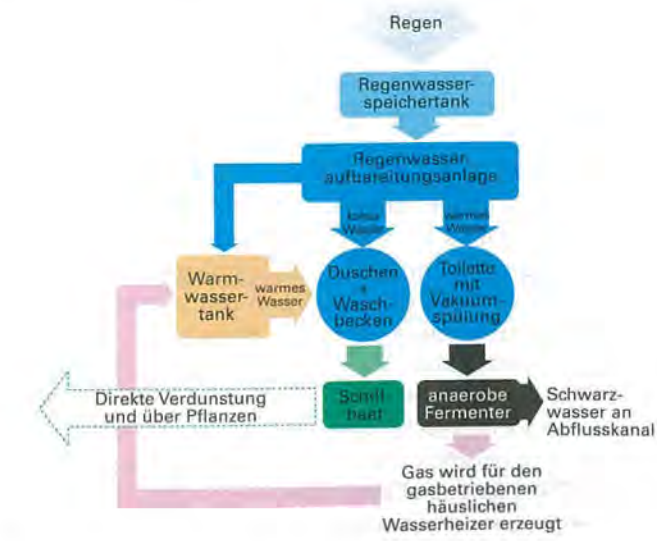 Regen
Regenwasser-
speichertank
Regenwasser
aufbereitungsanlage
kaltes
Wasser
warmes
Wasser
Warm-
wasser-
tank
warmes
Wasser
Duschen
+
Wasch-
becken
Toilette
mit
Vakuum-
spülung
Direkte Verdunstung
und über Pflanzen
Schilf-
beet
anaerobe
Fermenter
Schwarz-
wasser an
Abflusskanal
Gas wird für den
gasbetriebenen
häuslichen
Wasserheizer erzeugt